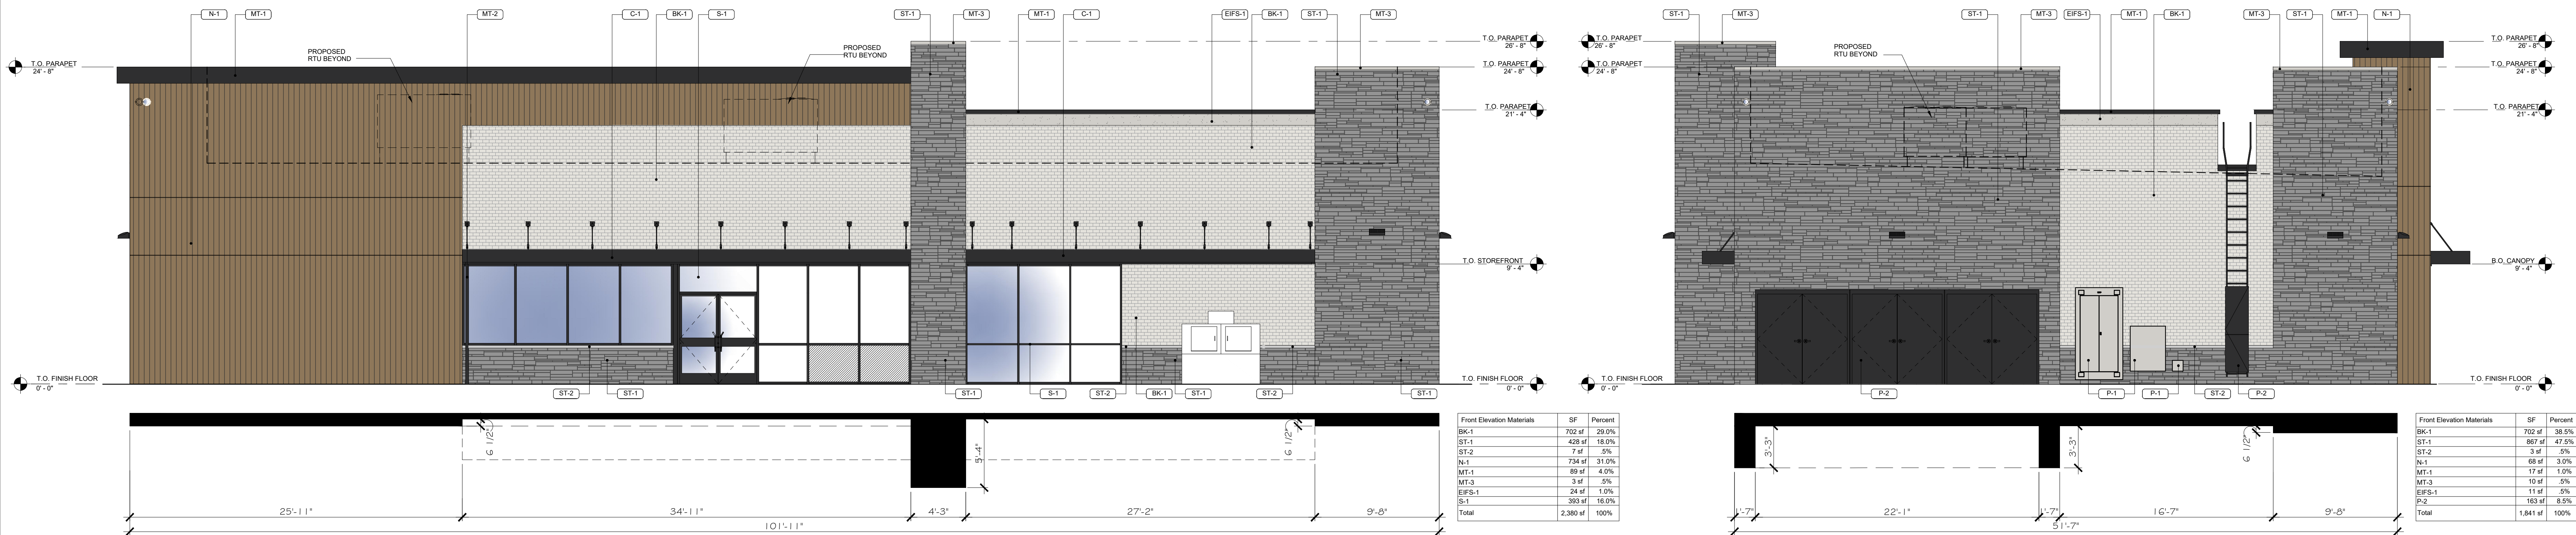 N-1 MT-1 MT-2 C-1 BK-1 S-1 ST-1 MT-3 MT-1 C-1 EIFS-1 BK-1 ST-1 MT-3
PROPOSED
RTU BEYOND
PROPOSED
RTU BEYOND
T.O. PARAPET
24' - 8"
T.O. FINISH FLOOR
0' - 0"
T.O. PARAPET
26' - 8"
T.O. PARAPET
24' - 8"
T.O. PARAPET
21' - 4"
T.O. STOREFRONT
9' - 4"
T.O. FINISH FLOOR
0' - 0"
ST-2 ST-1 ST-1 S-1 ST-2 BK-1 ST-1 ST-2 ST-1
6 1/2"
5'-4"
6 1/2"
25'-11" 34'-11" 4'-3" 27'-2" 9'-8"
101'-11"
Front Elevation Materials SF Percent
BK-1 702 sf 29.0%
ST-1 428 sf 18.0%
ST-2 7 sf .5%
N-1 734 sf 31.0%
MT-1 89 sf 4.0%
MT-3 3 sf .5%
EIFS-1 24 sf 1.0%
S-1 393 sf 16.0%
Total 2,380 sf 100%
ST-1 MT-3 ST-1 MT-3 EIFS-1 MT-1 BK-1 MT-3 ST-1 MT-1 N-1
T.O. PARAPET
26' - 8"
T.O. PARAPET
24' - 8"
PROPOSED
RTU BEYOND
T.O. FINISH FLOOR
0' - 0"
T.O. PARAPET
26' - 8"
T.O. PARAPET
24' - 8"
T.O. PARAPET
21' - 4"
B.O. CANOPY
9' - 4"
T.O. FINISH FLOOR
0' - 0"
P-2 P-1 P-1 ST-2 P-2
3'-3"
3'-3"
6 1/2"
1'-7" 22'-1" 1'-7" 16'-7" 9'-8"
51'-7"
Front Elevation Materials SF Percent
BK-1 702 sf 38.5%
ST-1 867 sf 47.5%
ST-2 3 sf .5%
N-1 68 sf 3.0%
MT-1 17 sf 1.0%
MT-3 10 sf .5%
EIFS-1 11 sf .5%
P-2 163 sf 8.5%
Total 1,841 sf 100%